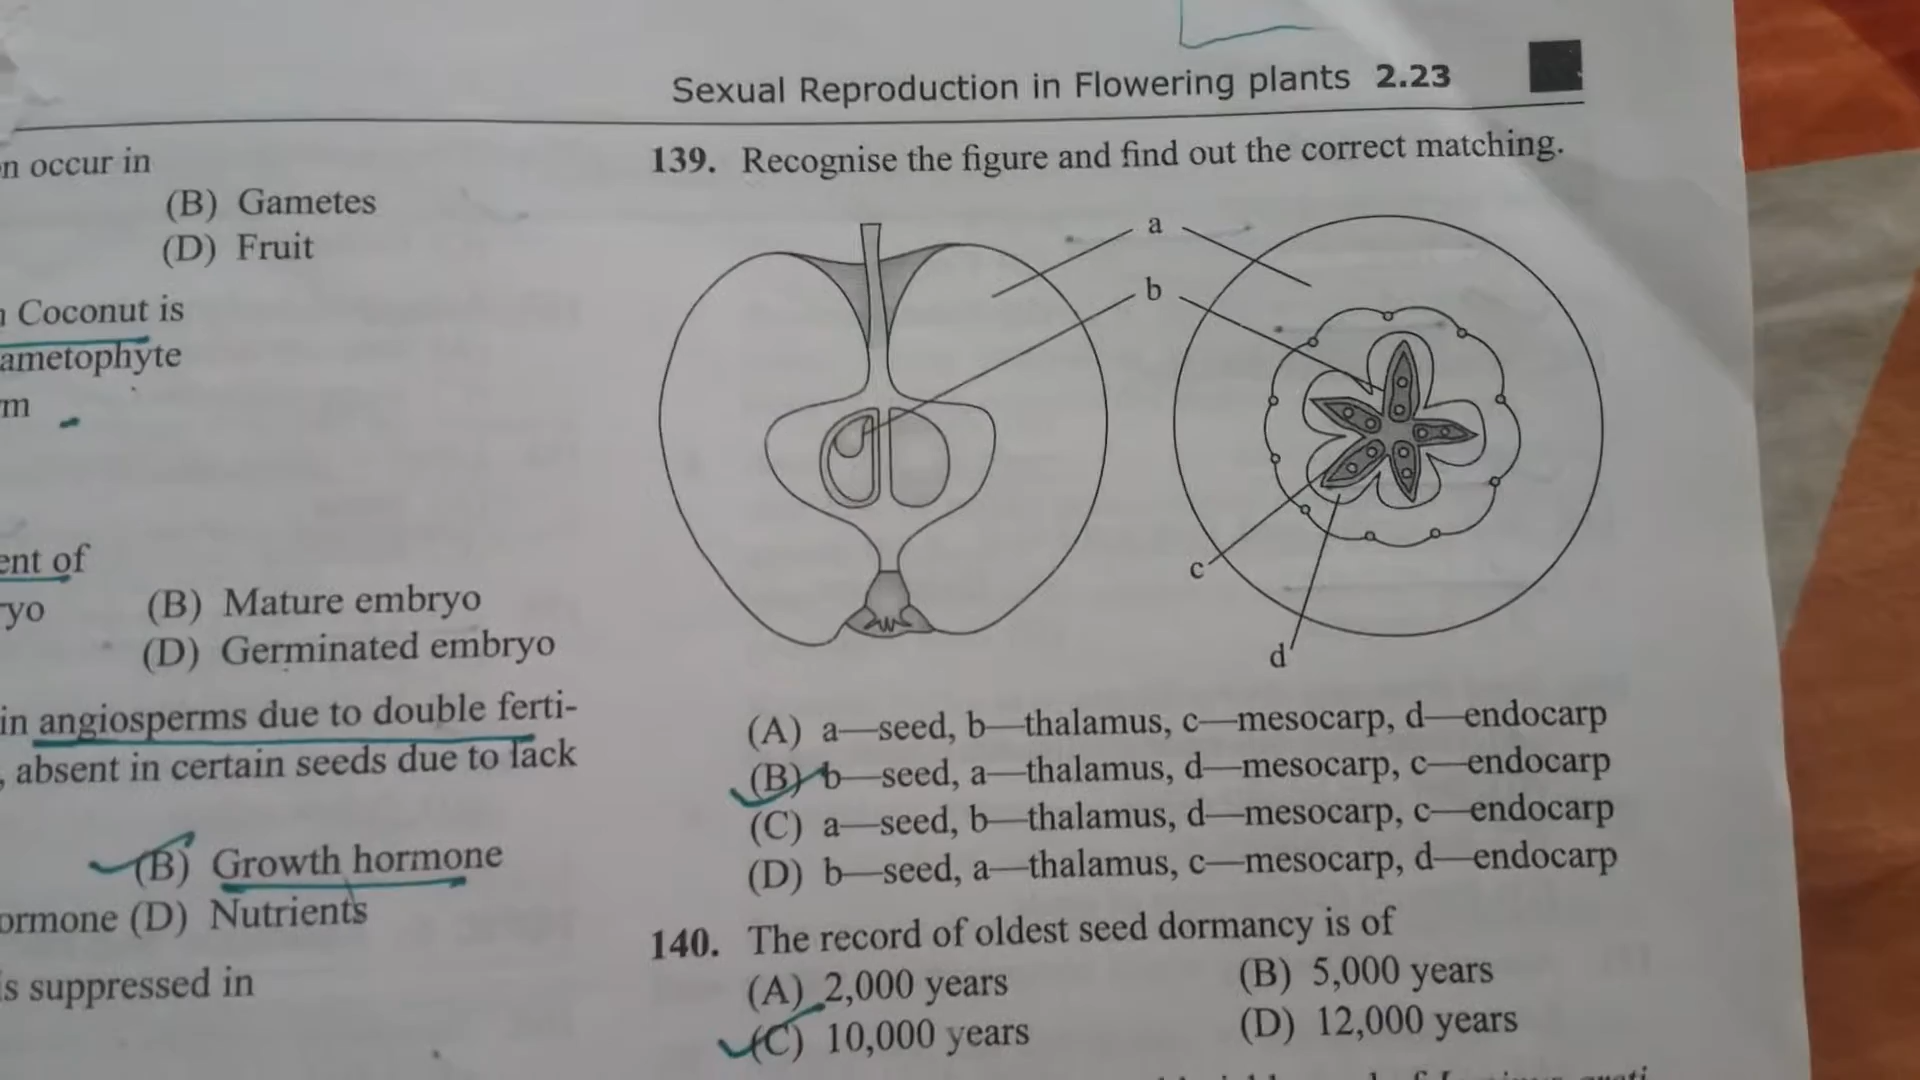 Sexual Reproduction in Flowering plants 2.23
n occur in
(B) Gametes
(D) Fruit
Coconut is
ametophyte
m
ent of
yo (B) Mature embryo
(D) Germinated embryo
in angiosperms due to double ferti-
, absent in certain seeds due to lack
(B) Growth hormone
ormone (D) Nutrients
s suppressed in
139. Recognise the figure and find out the correct matching.
a
b
c
d
(A) a—seed, b—thalamus, c—mesocarp, d—endocarp
(B) b—seed, a—thalamus, d—mesocarp, c—endocarp
(C) a—seed, b—thalamus, d—mesocarp, c—endocarp
(D) b—seed, a—thalamus, c—mesocarp, d—endocarp
140. The record of oldest seed dormancy is of
(A) 2,000 years (B) 5,000 years
(C) 10,000 years (D) 12,000 years